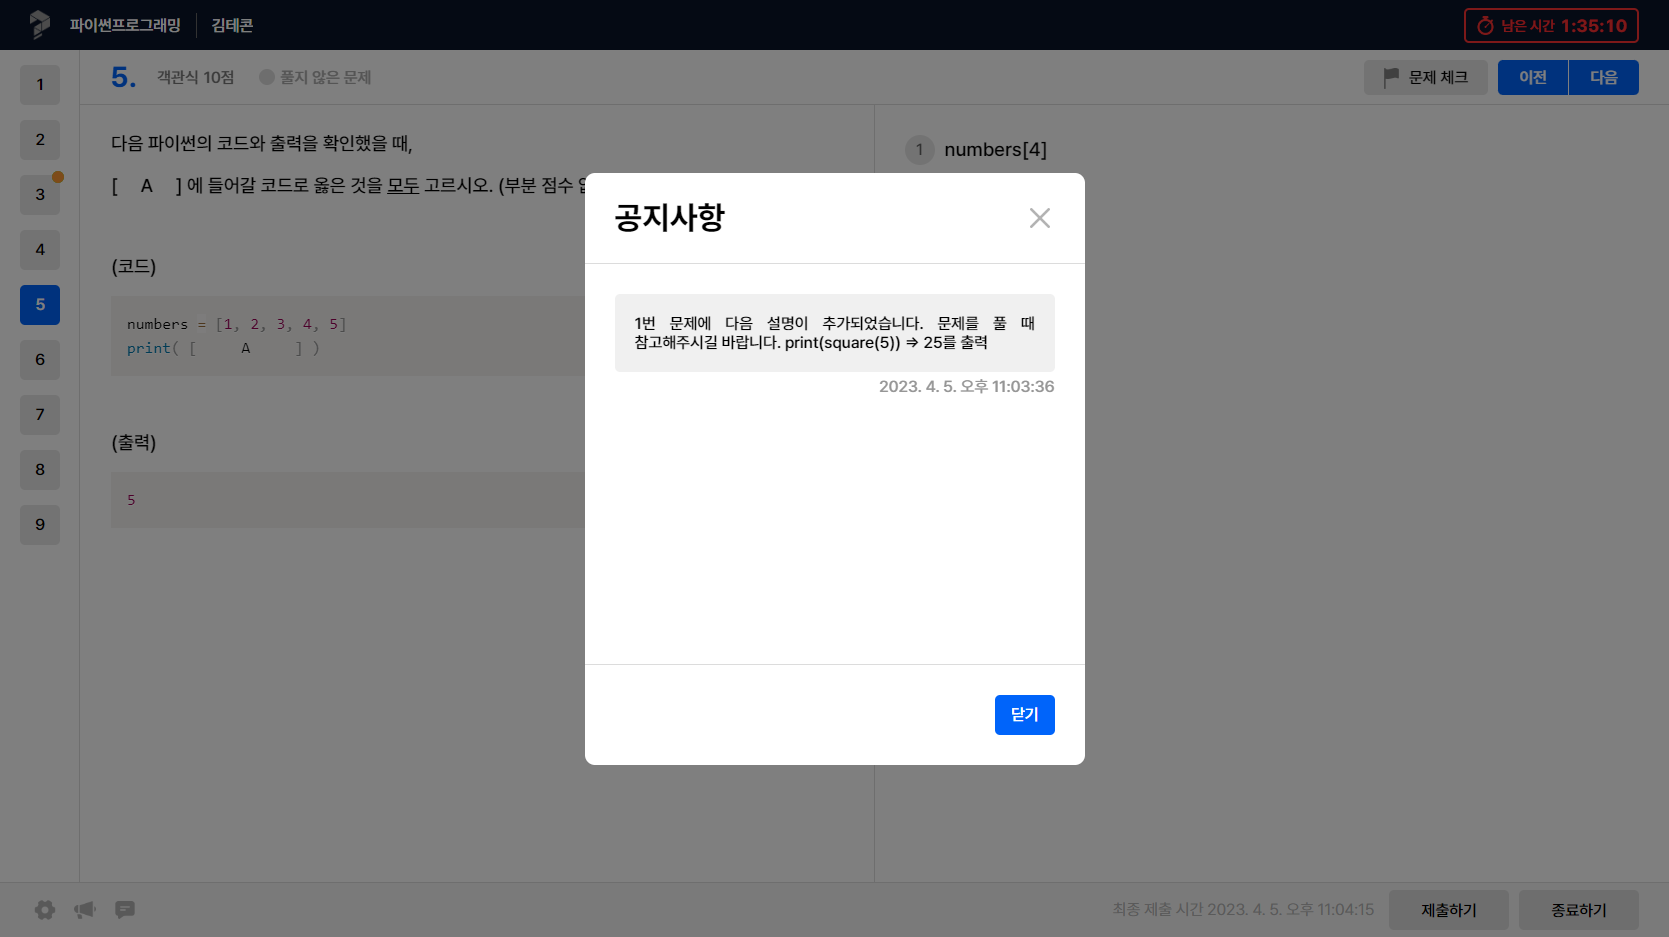 파이썬프로그래밍 김테콘
남은 시간 1:35:10
1
2
3
4
5
6
7
8
9
5. 객관식 10점 풀지 않은 문제
문제 체크 이전 다음
다음 파이썬의 코드와 출력을 확인했을 때,
[ A ] 에 들어갈 코드로 옳은 것을 모두 고르시오. (부분 점수
(코드)
numbers = [1, 2, 3, 4, 5]
print( [ A ] )
(출력)
5
1 numbers[4]
공지사항
1번 문제에 다음 설명이 추가되었습니다. 문제를 풀 때
참고해주시길 바랍니다. print(square(5)) => 25를 출력
2023. 4. 5. 오후 11:03:36
닫기
최종 제출 시간 2023. 4. 5. 오후 11:04:15 제출하기 종료하기